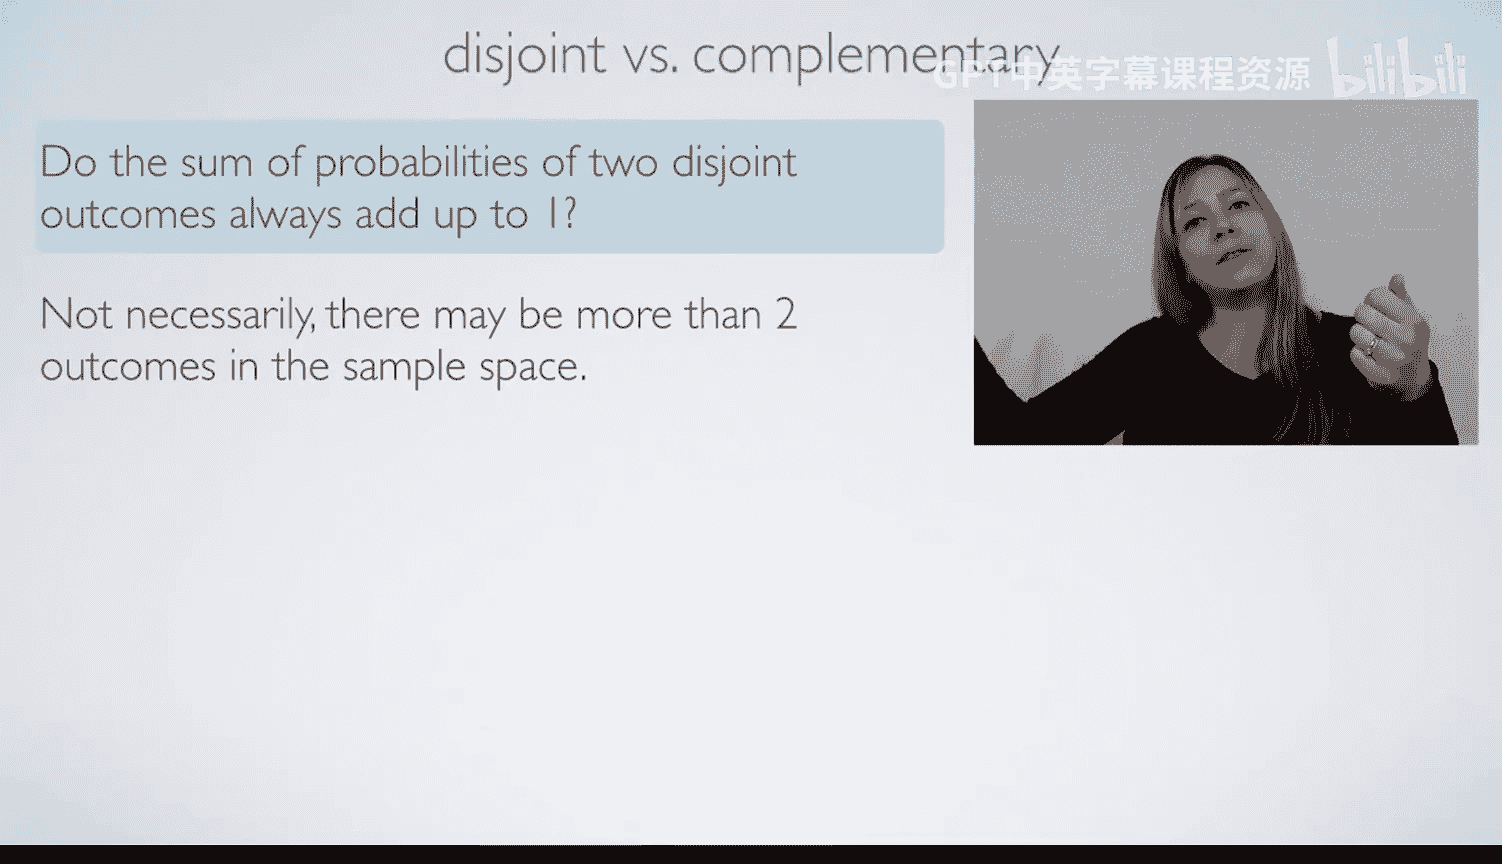 disjoint vs. complementary
GPT中英字幕课程资源 bilibili
Do the sum of probabilities of two disjoint
outcomes always add up to 1?
Not necessarily, there may be more than 2
outcomes in the sample space.